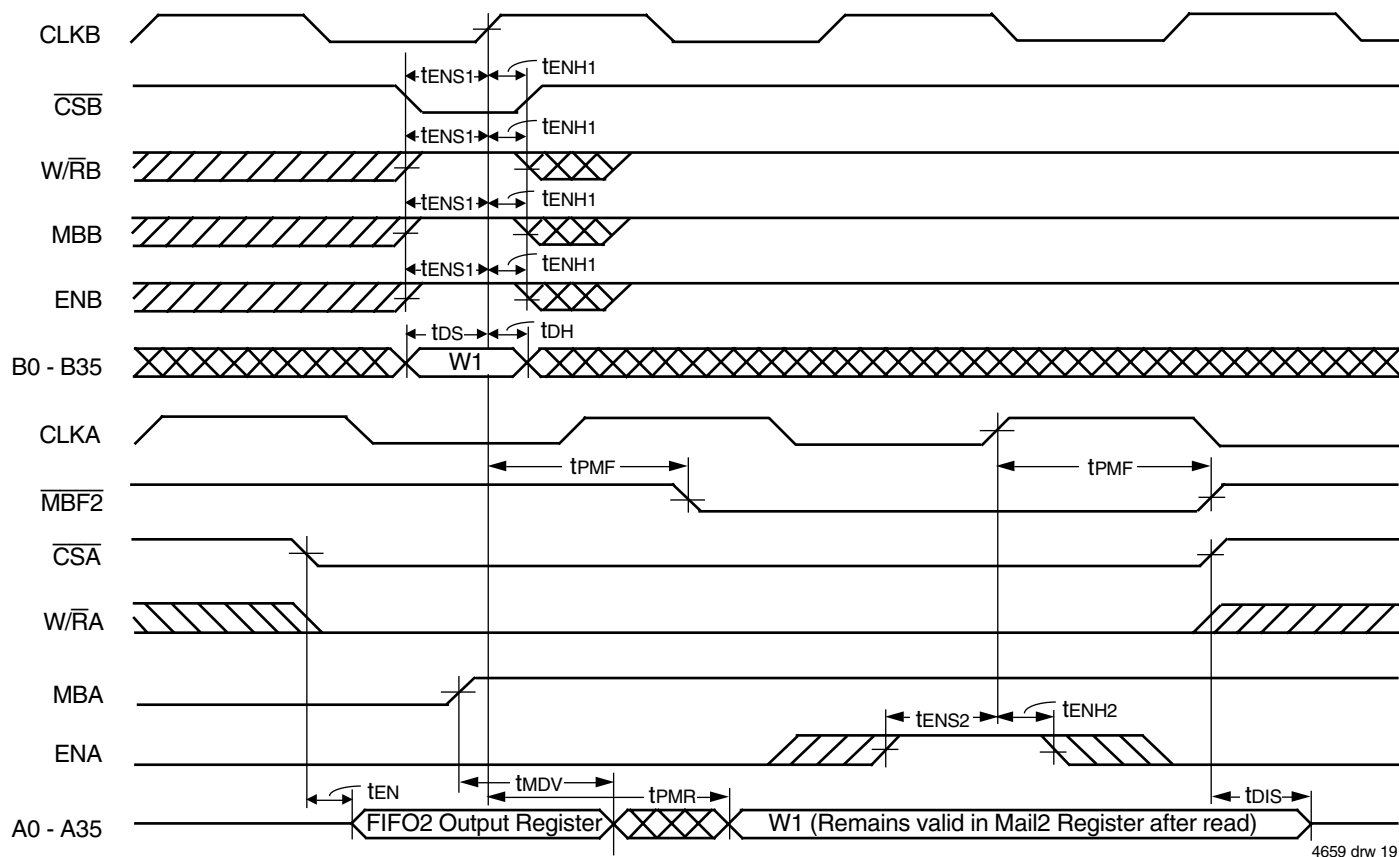 CLKB
tENS1 tENH1
CSB
tENS1 tENH1
W/RB
tENS1 tENH1
MBB
tENS1 tENH1
ENB
tDS tDH
B0 - B35 W1
CLKA
tPMF tPMF
MBF2
CSA
W/RA
MBA
tENS2 tENH2
ENA
tEN tMDV tPMR tDIS
A0 - A35 FIFO2 Output Register W1 (Remains valid in Mail2 Register after read)
4659 drw 19